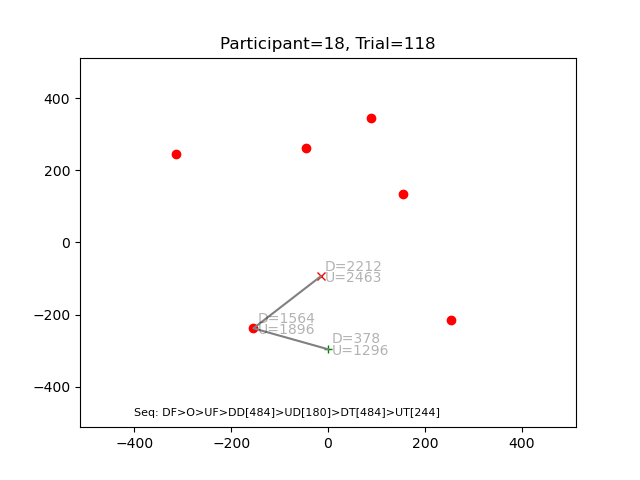 Participant=18, Trial=118
400
200
0
−200
−400
D=2212
U=2463
D=1564
U=1896
D=378
U=1296
Seq: DF>O>UF>DD[484]>UD[180]>DT[484]>UT[244]
−400 −200 0 200 400